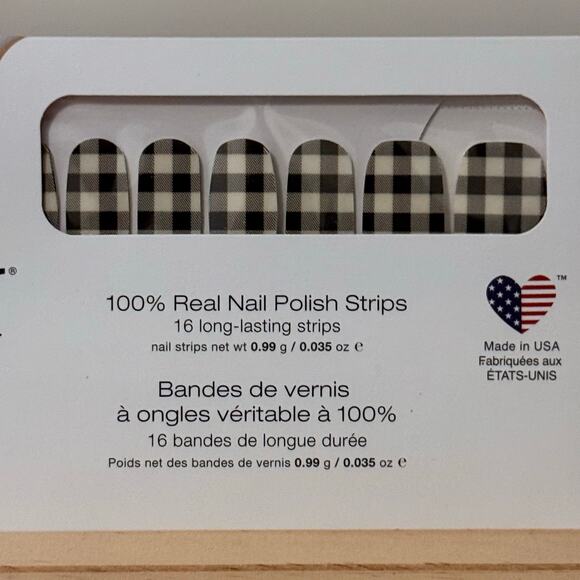 ®
100% Real Nail Polish Strips
16 long-lasting strips
nail strips net wt 0.99 g / 0.035 oz ℮
Bandes de vernis
à ongles véritable à 100%
16 bandes de longue durée
Poids net des bandes de vernis 0.99 g / 0.035 oz ℮
™
Made in USA
Fabriquées aux
ÉTATS-UNIS